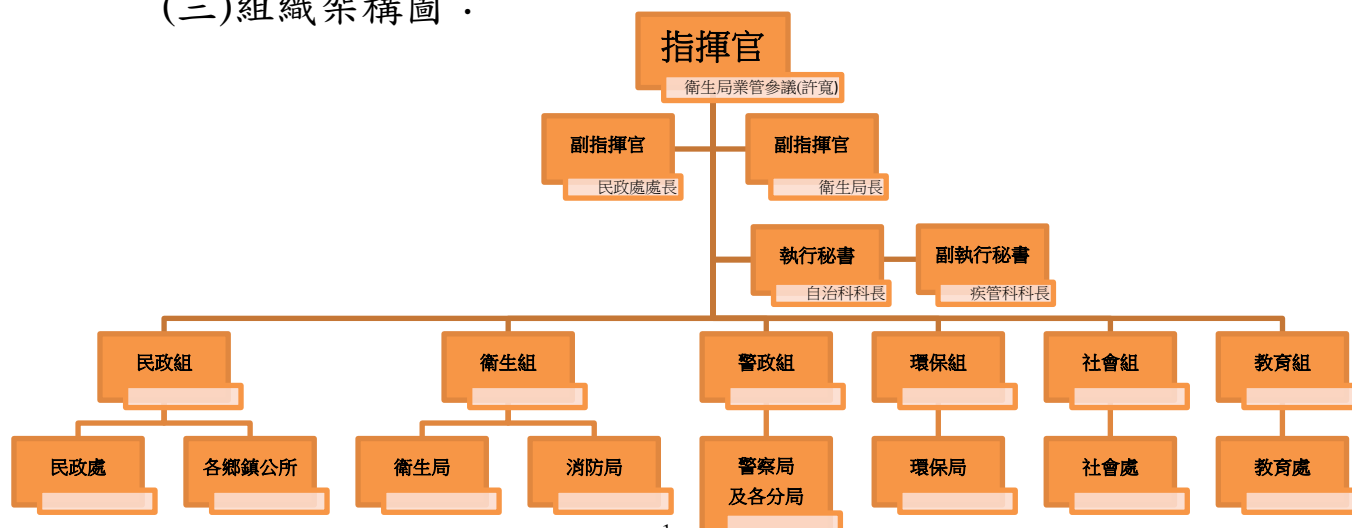 (三)組織架構圖：
指揮官
衛生局業管參議(許寬)
副指揮官
民政處處長
副指揮官
衛生局長
執行秘書
自治科科長
副執行秘書
疾管科科長
民政組
衛生組
警政組
環保組
社會組
教育組
民政處
各鄉鎮公所
衛生局
消防局
警察局
及各分局
環保局
社會處
教育處
1